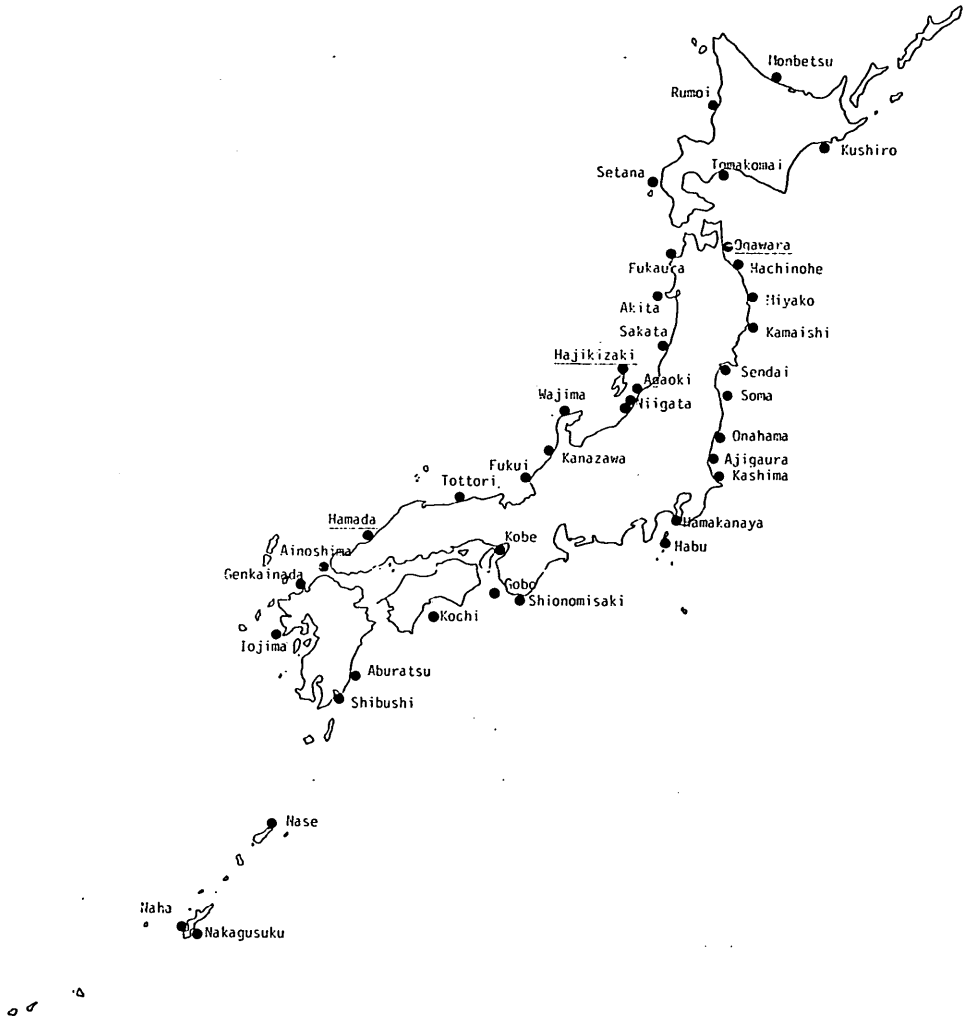 Monbetsu
Rumoi
Kushiro
Tomakomai
Setana
Ogawara
Fukaura
Hachinohe
Akita
Miyako
Sakata
Kamaishi
Hajikizaki
Sendai
Agaoki
Wajima
Niigata
Soma
Onahama
Kanazawa
Ajigaura
Fukui
Kashima
Tottori
Hamada
Hamakanaya
Kobe
Habu
Ainoshima
Genkainada
Gobo
Shionomisaki
Kochi
Iojima
Aburatsu
Shibushi
Nase
Naha
Nakagusuku